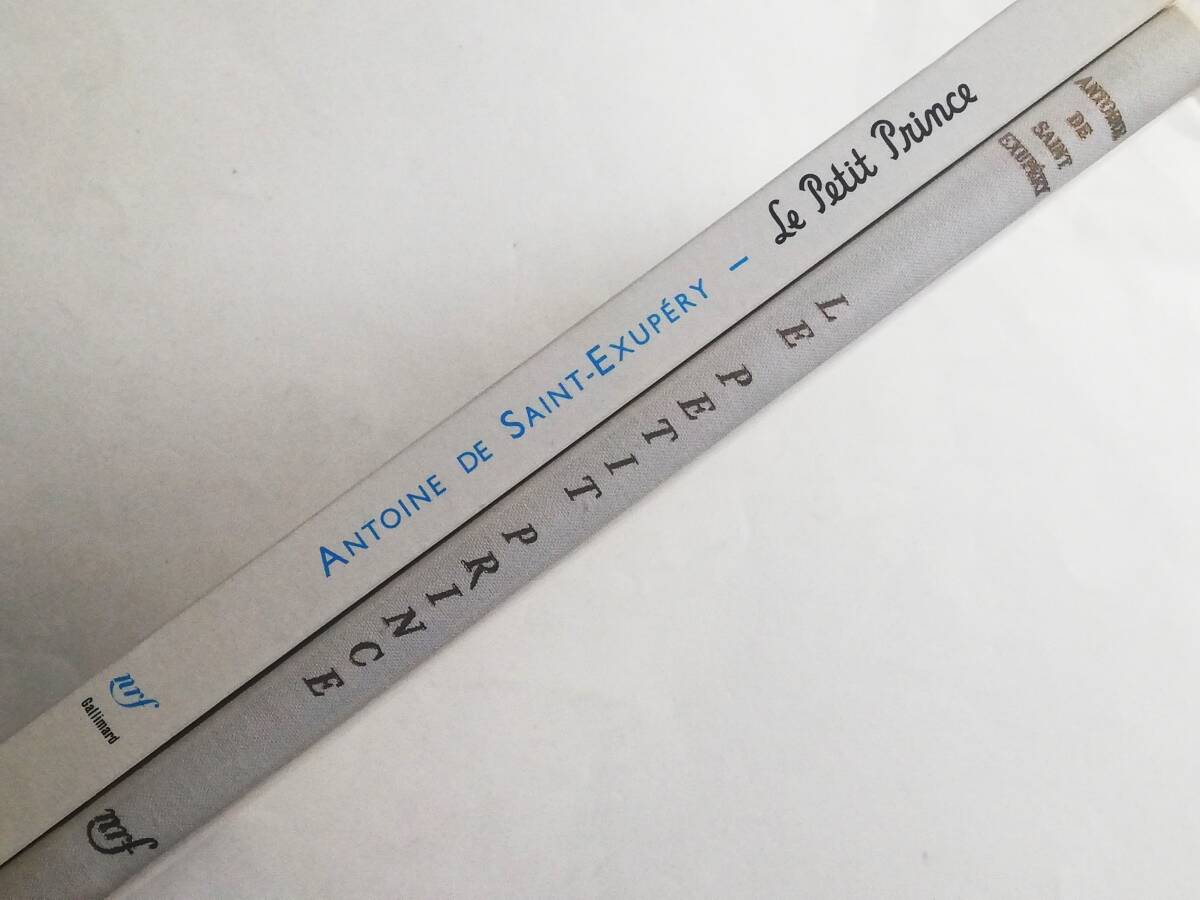 ANTOINE DE SAINT-EXUPÉRY – Le Petit Prince
nrf
Gallimard
ANTOINE
DE
SAINT
EXUPÉRY
LE PETIT PRINCE
nrf